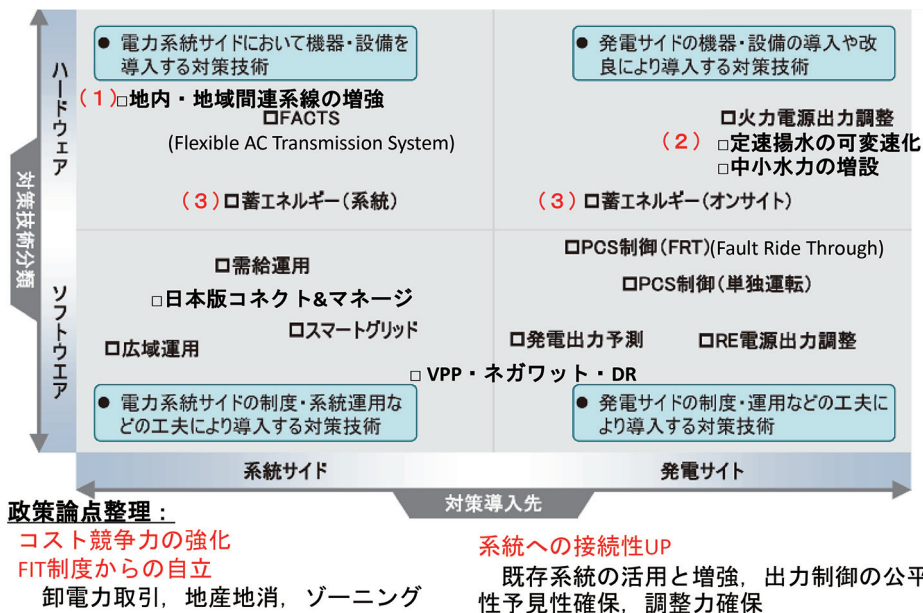 ● 電力系統サイドにおいて機器・設備を
導入する対策技術
● 発電サイドの機器・設備の導入や改
良により導入する対策技術
ハードウェア
(1)□地内・地域間連系線の増強
□FACTS
(Flexible AC Transmission System)
□火力電源出力調整
(2) □定速揚水の可変速化
□中小水力の増設
(3)□蓄エネルギー(系統)
(3)□蓄エネルギー(オンサイト)
対策技術分類
ソフトウエア
□需給運用
□日本版コネクト&マネージ
□スマートグリッド
□広域運用
□PCS制御(FRT)(Fault Ride Through)
□PCS制御(単独運転)
□発電出力予測
□RE電源出力調整
□ VPP・ネガワット・DR
● 電力系統サイドの制度・系統運用な
どの工夫により導入する対策技術
● 発電サイドの制度・運用などの工夫に
より導入する対策技術
系統サイド
発電サイト
対策導入先
政策論点整理:
コスト競争力の強化
FIT制度からの自立
卸電力取引,地産地消,ゾーニング
系統への接続性UP
既存系統の活用と増強,出力制御の公平
性予見性確保,調整力確保